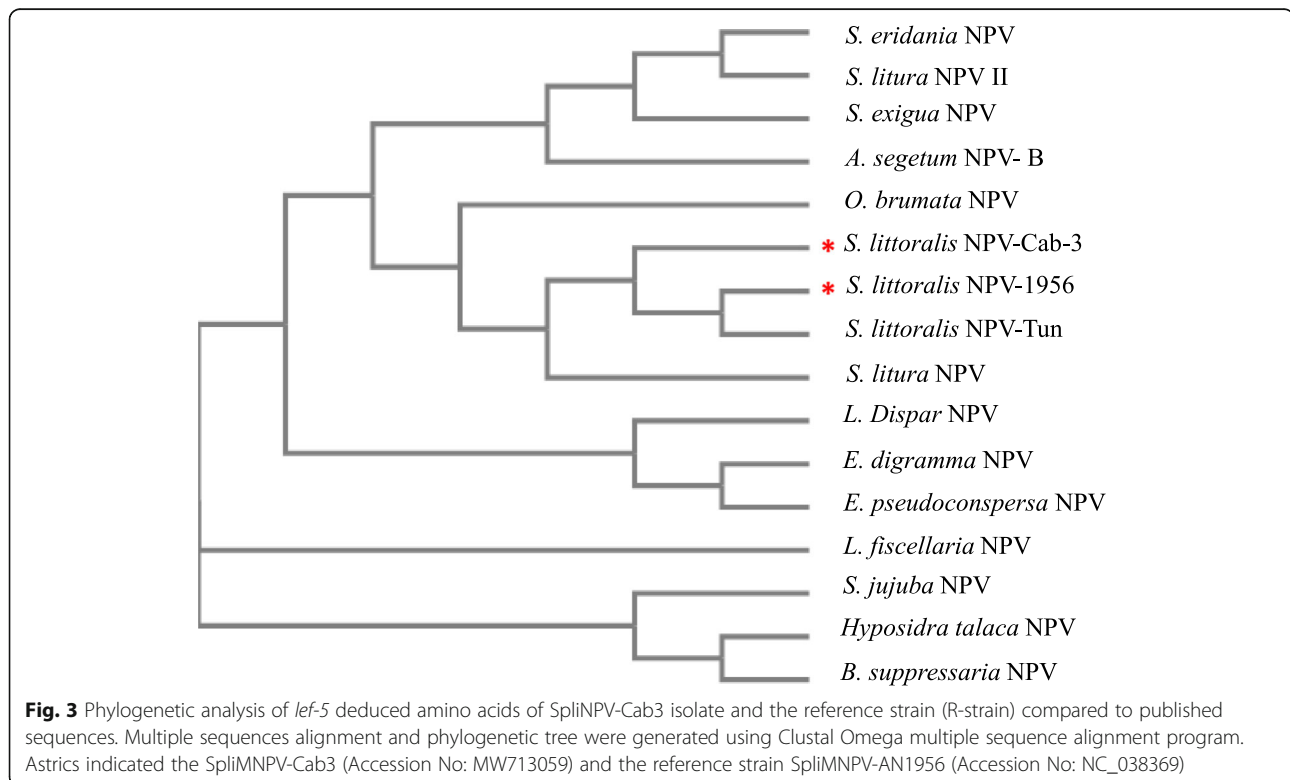 S. eridania NPV
S. litura NPV II
S. exigua NPV
A. segetum NPV- B
O. brumata NPV
* S. littoralis NPV-Cab-3
* S. littoralis NPV-1956
S. littoralis NPV-Tun
S. litura NPV
L. Dispar NPV
E. digramma NPV
E. pseudoconspersa NPV
L. fiscellaria NPV
S. jujuba NPV
Hyposidra talaca NPV
B. suppressaria NPV
Fig. 3 Phylogenetic analysis of lef-5 deduced amino acids of SpliNPV-Cab3 isolate and the reference strain (R-strain) compared to published
sequences. Multiple sequences alignment and phylogenetic tree were generated using Clustal Omega multiple sequence alignment program.
Astrics indicated the SpliMNPV-Cab3 (Accession No: MW713059) and the reference strain SpliMNPV-AN1956 (Accession No: NC_038369)